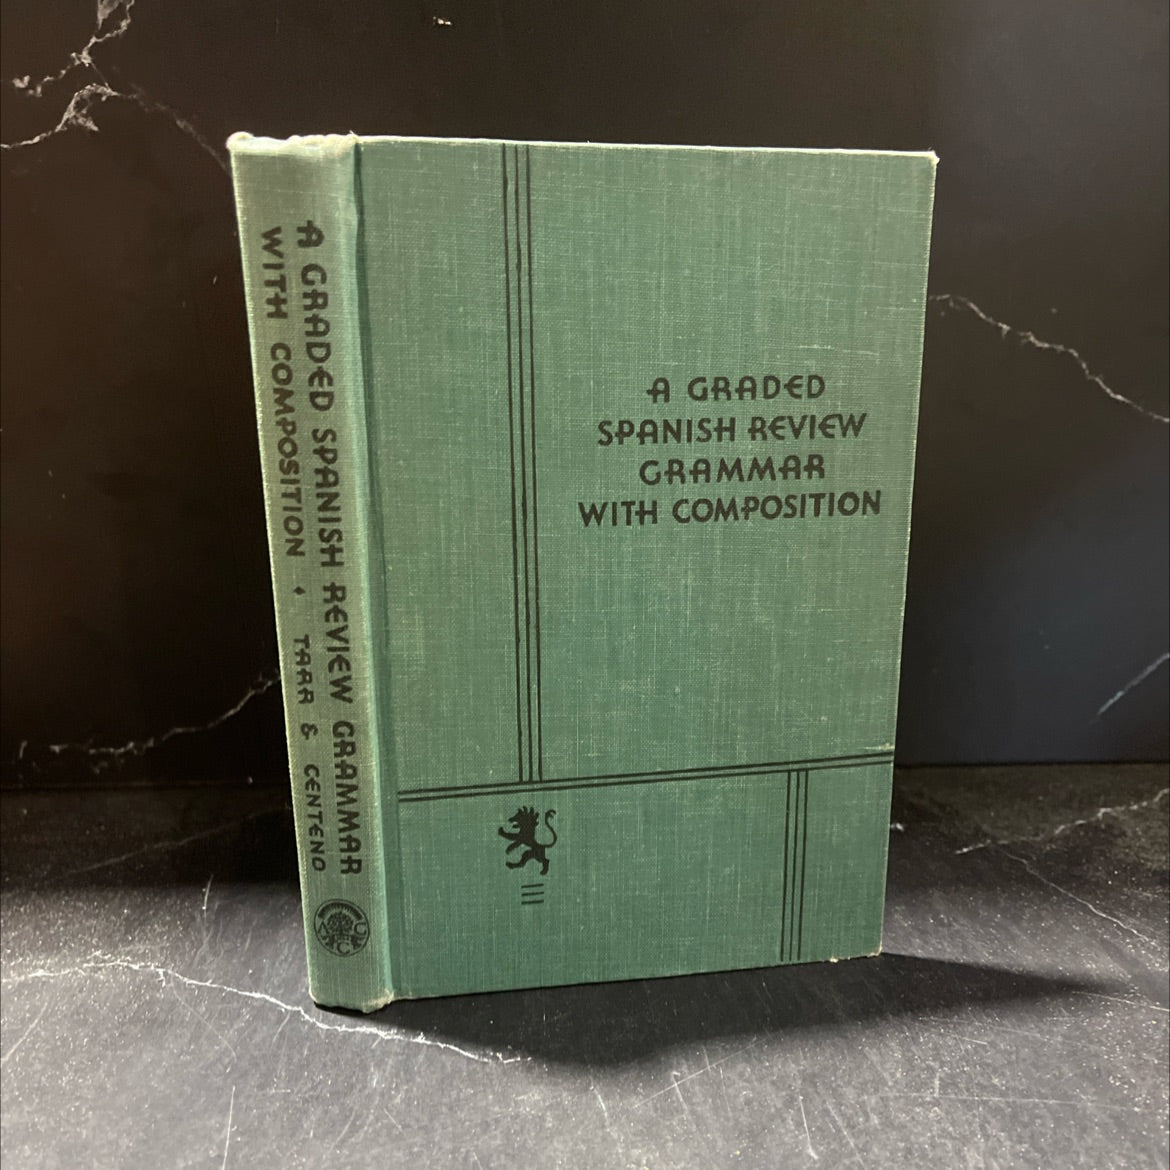 A GRADED SPANISH REVIEW GRAMMAR
WITH COMPOSITION ♦ TARR & CENTENO
A GRADED
SPANISH REVIEW
GRAMMAR
WITH COMPOSITION